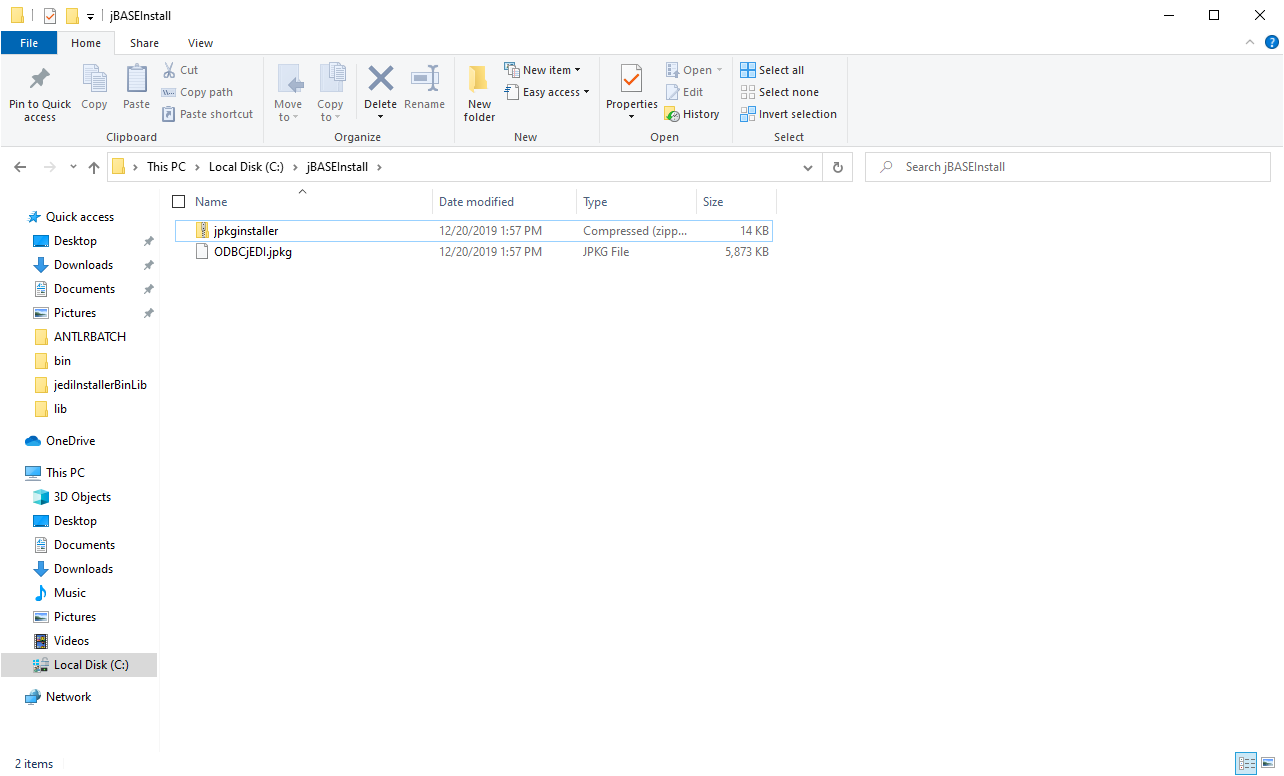 jBASEInstall
File Home Share View
Pin to Quick access
Copy
Paste
Cut
Copy path
Paste shortcut
Clipboard
Move to
Copy to
Delete
Rename
Organize
New folder
New item
Easy access
New
Properties
Open
Edit
History
Open
Select all
Select none
Invert selection
Select
This PC › Local Disk (C:) › jBASEInstall ›
Search jBASEInstall
Name Date modified Type Size
jpkginstaller 12/20/2019 1:57 PM Compressed (zipp... 14 KB
ODBCjEDI.jpkg 12/20/2019 1:57 PM JPKG File 5,873 KB
Quick access
Desktop
Downloads
Documents
Pictures
ANTLRBATCH
bin
jediInstallerBinLib
lib
OneDrive
This PC
3D Objects
Desktop
Documents
Downloads
Music
Pictures
Videos
Local Disk (C:)
Network
2 items